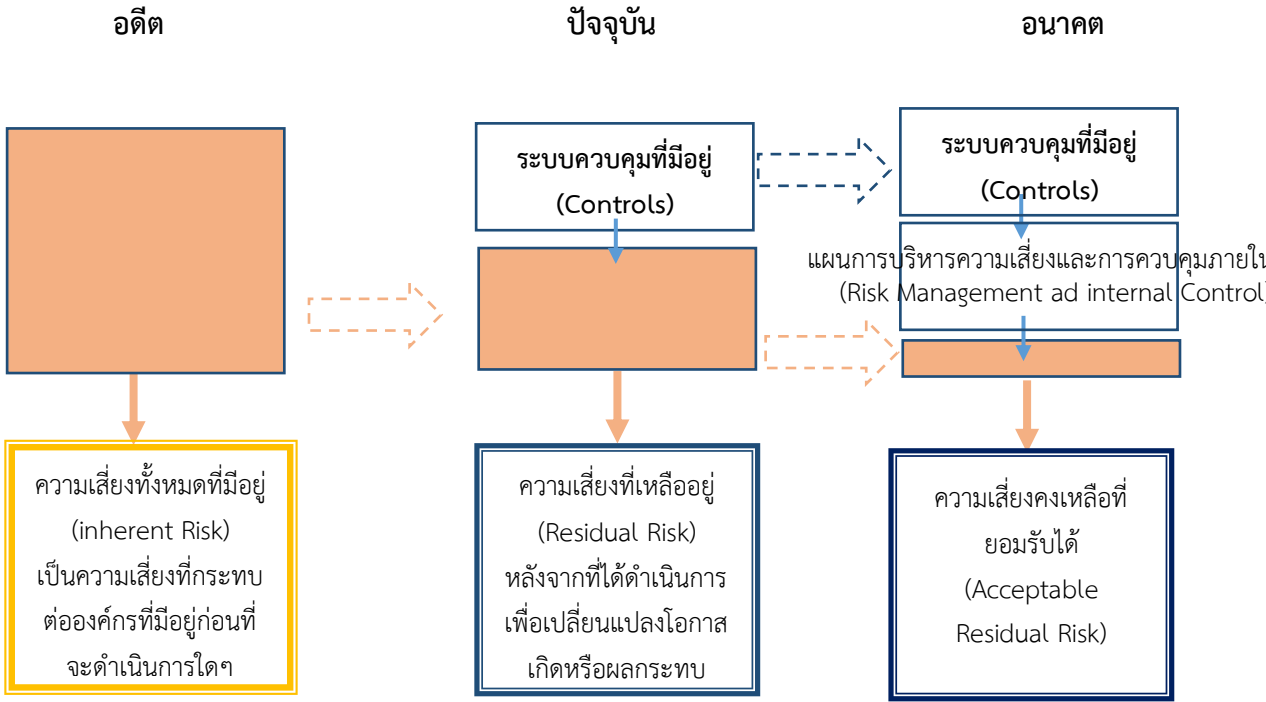 อดีต
ปัจจุบัน
อนาคต
ระบบควบคุมที่มีอยู่
(Controls)
ระบบควบคุมที่มีอยู่
(Controls)
แผนการบริหารความเสี่ยงและการควบคุมภายใน
(Risk Management ad internal Control)
ความเสี่ยงทั้งหมดที่มีอยู่
(inherent Risk)
เป็นความเสี่ยงที่กระทบ
ต่อองค์กรที่มีอยู่ก่อนที่
จะดำเนินการใดๆ
ความเสี่ยงที่เหลืออยู่
(Residual Risk)
หลังจากที่ได้ดำเนินการ
เพื่อเปลี่ยนแปลงโอกาส
เกิดหรือผลกระทบ
ความเสี่ยงคงเหลือที่
ยอมรับได้
(Acceptable
Residual Risk)